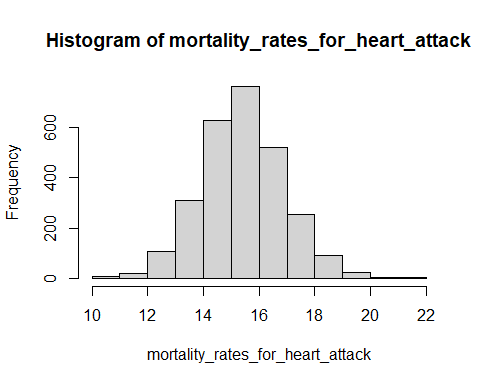 Histogram of mortality_rates_for_heart_attack
Frequency
600
400
200
0
10 12 14 16 18 20 22
mortality_rates_for_heart_attack